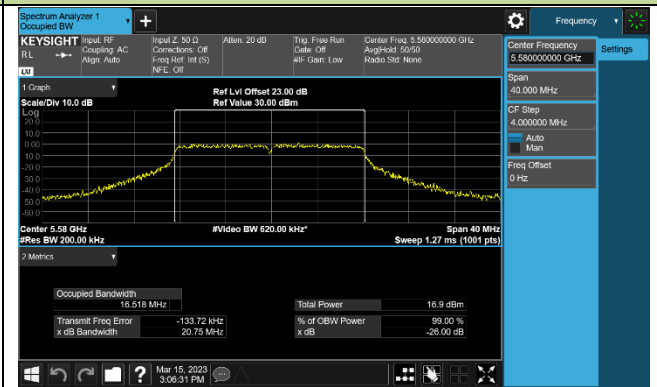 Spectrum Analyzer 1
Occupied BW
Frequency
KEYSIGHT
Input: RF
Coupling: AC
Align: Auto
Input Z: 50 Ω
Corrections: Off
Freq Ref: Int (S)
NFE: Off
Atten: 20 dB
Trig: Free Run
Gate: Off
#IF Gain: Low
Center Freq: 5.580000000 GHz
Avg|Hold: 50/50
Radio Std: None
RL
LXI
Center Frequency
5.580000000 GHz
Settings
Span
40.000 MHz
CF Step
4.000000 MHz
Auto
Man
Freq Offset
0 Hz
1 Graph
Scale/Div 10.0 dB
Ref Lvl Offset 23.00 dB
Ref Value 30.00 dBm
Log
20.0
10.0
0.00
-10.0
-20.0
-30.0
-40.0
-50.0
-60.0
Center 5.58 GHz
#Video BW 620.00 kHz*
Span 40 MHz
#Res BW 200.00 kHz
Sweep 1.27 ms (1001 pts)
2 Metrics
Occupied Bandwidth
16.518 MHz
Total Power 16.9 dBm
Transmit Freq Error -133.72 kHz
% of OBW Power 99.00 %
x dB Bandwidth 20.75 MHz
x dB -26.00 dB
?
Mar 15, 2023
3:06:31 PM